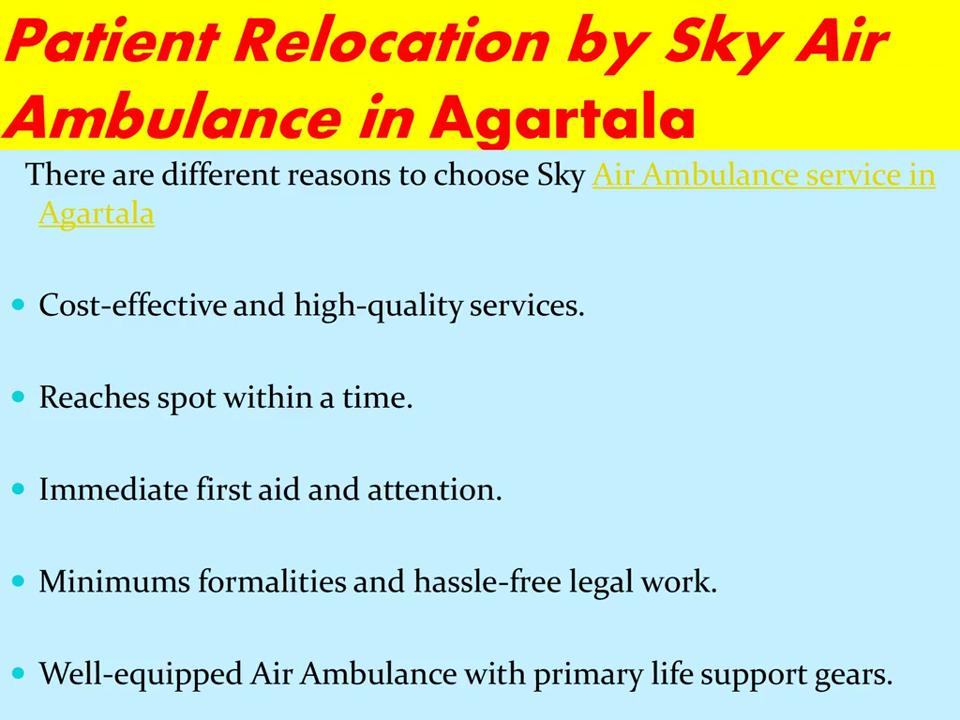 Patient Relocation by Sky Air
Ambulance in Agartala
There are different reasons to choose Sky Air Ambulance service in
Agartala
• Cost-effective and high-quality services.
• Reaches spot within a time.
• Immediate first aid and attention.
• Minimums formalities and hassle-free legal work.
• Well-equipped Air Ambulance with primary life support gears.